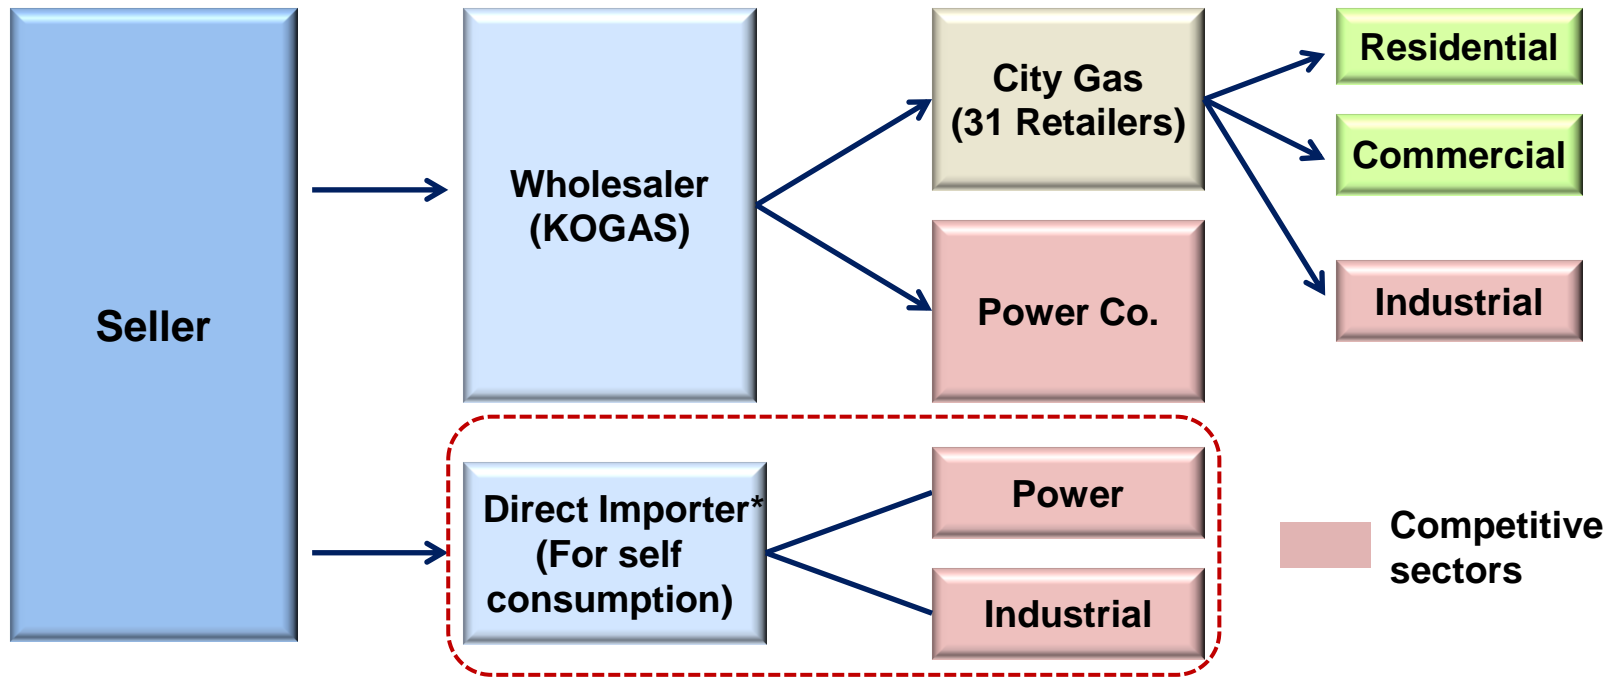 Seller
Wholesaler
(KOGAS)
City Gas
(31 Retailers)
Power Co.
Residential
Commercial
Industrial
Direct Importer*
(For self
consumption)
Power
Industrial
Competitive
sectors